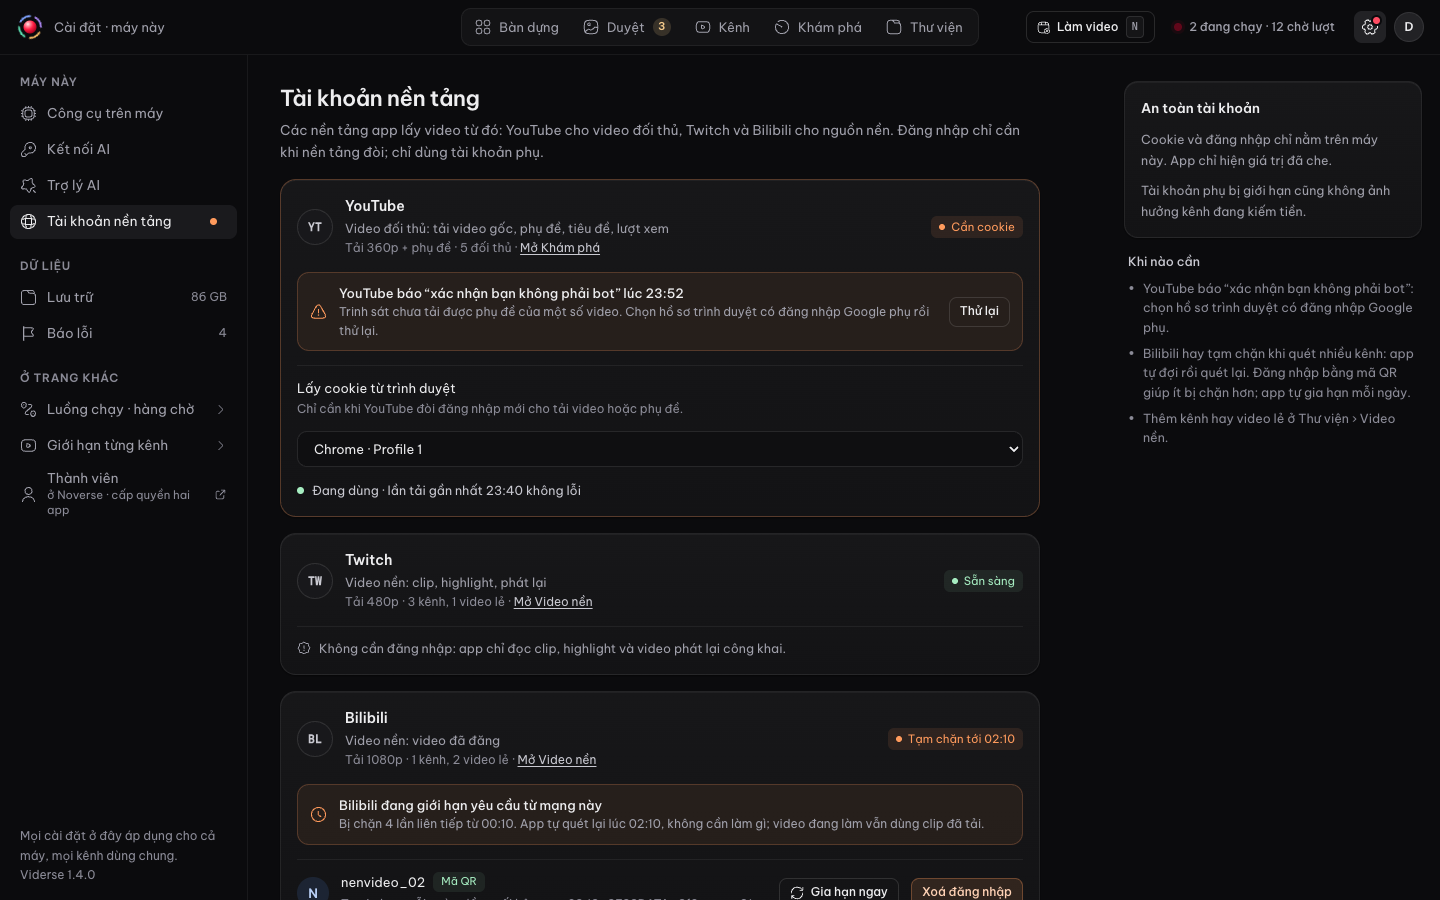 Cài đặt · máy này
Bàn dựng
Duyệt 3
Kênh
Khám phá
Thư viện
Làm video N
2 đang chạy · 12 chờ lượt
D
MÁY NÀY
Công cụ trên máy
Kết nối AI
Trợ lý AI
Tài khoản nền tảng
DỮ LIỆU
Lưu trữ 86 GB
Báo lỗi 4
Ở TRANG KHÁC
Luồng chạy · hàng chờ
Giới hạn từng kênh
Thành viên
ở Noverse · cấp quyền hai
app
Mọi cài đặt ở đây áp dụng cho cả
máy, mọi kênh dùng chung.
Viderse 1.4.0
Tài khoản nền tảng
Các nền tảng app lấy video từ đó: YouTube cho video đối thủ, Twitch và Bilibili cho nguồn nền. Đăng nhập chỉ cần
khi nền tảng đòi; chỉ dùng tài khoản phụ.
YT
YouTube
Video đối thủ: tải video gốc, phụ đề, tiêu đề, lượt xem
Tải 360p + phụ đề · 5 đối thủ · Mở Khám phá
Cần cookie
YouTube báo “xác nhận bạn không phải bot” lúc 23:52
Trinh sát chưa tải được phụ đề của một số video. Chọn hồ sơ trình duyệt có đăng nhập Google phụ rồi
thử lại.
Thử lại
Lấy cookie từ trình duyệt
Chỉ cần khi YouTube đòi đăng nhập mới cho tải video hoặc phụ đề.
Chrome · Profile 1
Đang dùng · lần tải gần nhất 23:40 không lỗi
TW
Twitch
Video nền: clip, highlight, phát lại
Tải 480p · 3 kênh, 1 video lẻ · Mở Video nền
Sẵn sàng
Không cần đăng nhập: app chỉ đọc clip, highlight và video phát lại công khai.
BL
Bilibili
Video nền: video đã đăng
Tải 1080p · 1 kênh, 2 video lẻ · Mở Video nền
Tạm chặn tới 02:10
Bilibili đang giới hạn yêu cầu từ mạng này
Bị chặn 4 lần liên tiếp từ 00:10. App tự quét lại lúc 02:10, không cần làm gì; video đang làm vẫn dùng clip đã tải.
N
nenvideo_02 Mã QR
Gia hạn ngay
Xoá đăng nhập
An toàn tài khoản
Cookie và đăng nhập chỉ nằm trên máy
này. App chỉ hiện giá trị đã che.
Tài khoản phụ bị giới hạn cũng không ảnh
hưởng kênh đang kiếm tiền.
Khi nào cần
• YouTube báo “xác nhận bạn không phải bot”:
chọn hồ sơ trình duyệt có đăng nhập Google
phụ.
• Bilibili hay tạm chặn khi quét nhiều kênh: app
tự đợi rồi quét lại. Đăng nhập bằng mã QR
giúp ít bị chặn hơn; app tự gia hạn mỗi ngày.
• Thêm kênh hay video lẻ ở Thư viện › Video
nền.